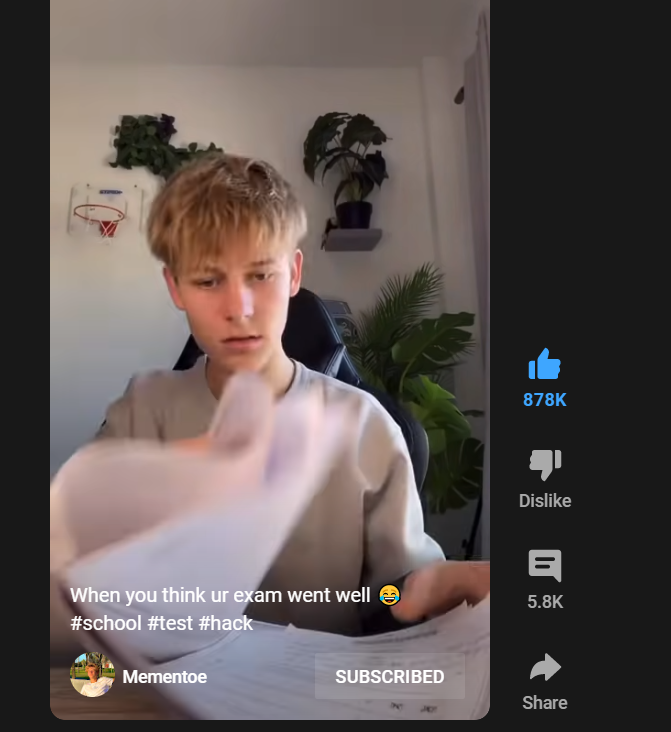 When you think ur exam went well 😂
#school #test #hack
Mementoe
SUBSCRIBED
878K
Dislike
5.8K
Share